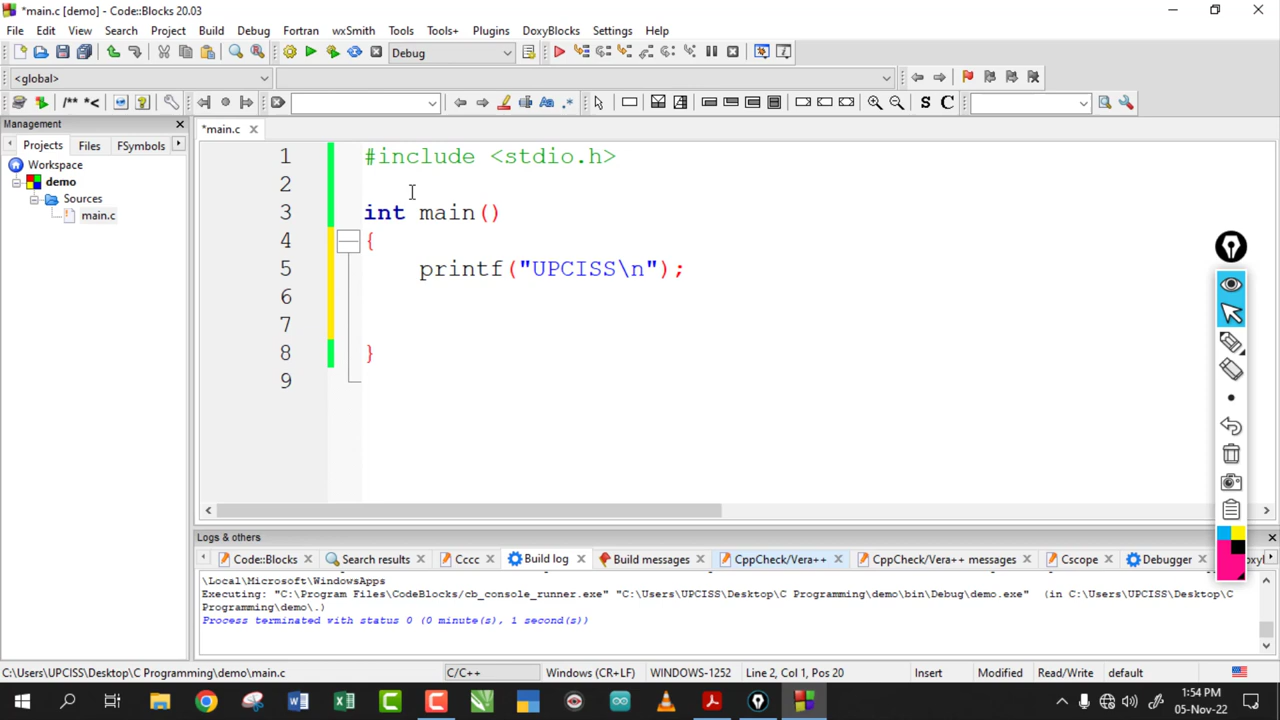 *main.c [demo] - Code::Blocks 20.03
File Edit View Search Project Build Debug Fortran wxSmith Tools Tools+ Plugins DoxyBlocks Settings Help
Debug
<global>
/** *<
S C
Management
Projects Files FSymbols
*main.c
Workspace
demo
Sources
main.c
1 #include <stdio.h>
2
3 int main()
4 {
5 printf("UPCISS\n");
6
7
8 }
9
Logs & others
Code::Blocks Search results Cccc Build log Build messages CppCheck/Vera++ CppCheck/Vera++ messages Cscope Debugger
\Local\Microsoft\WindowsApps
Executing: "C:\Program Files\CodeBlocks/cb_console_runner.exe" "C:\Users\UPCISS\Desktop\C Programming\demo\bin\Debug\demo.exe"  (in C:\Users\UPCISS\Desktop\C
Programming\demo\.)
Process terminated with status 0 (0 minute(s), 1 second(s))
C:\Users\UPCISS\Desktop\C Programming\demo\main.c C/C++ Windows (CR+LF) WINDOWS-1252 Line 2, Col 1, Pos 20 Insert Modified Read/Write default
1:54 PM
05-Nov-22